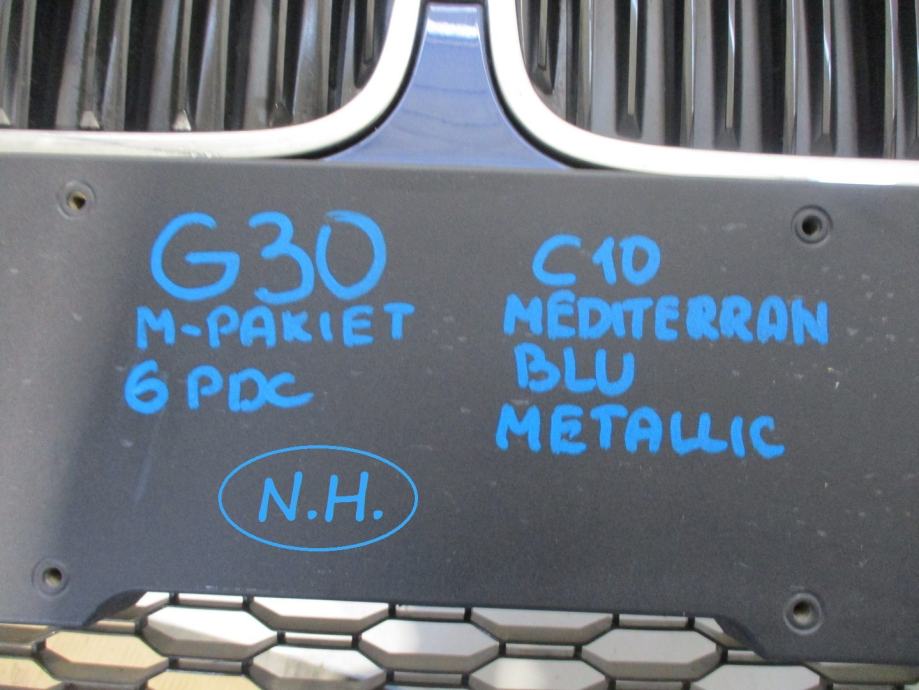 G30
M-PAKIET
6 PDC
N.H.
C10
MEDITERRAN
BLU
METALLIC